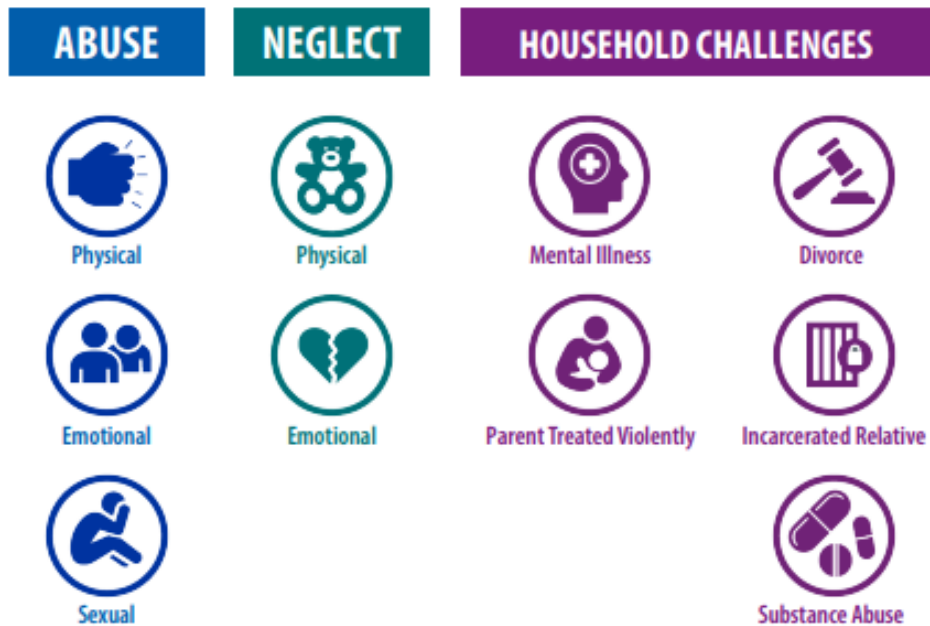 ABUSE
NEGLECT
HOUSEHOLD CHALLENGES
Physical
Physical
Mental Illness
Divorce
Emotional
Emotional
Parent Treated Violently
Incarcerated Relative
Sexual
Substance Abuse